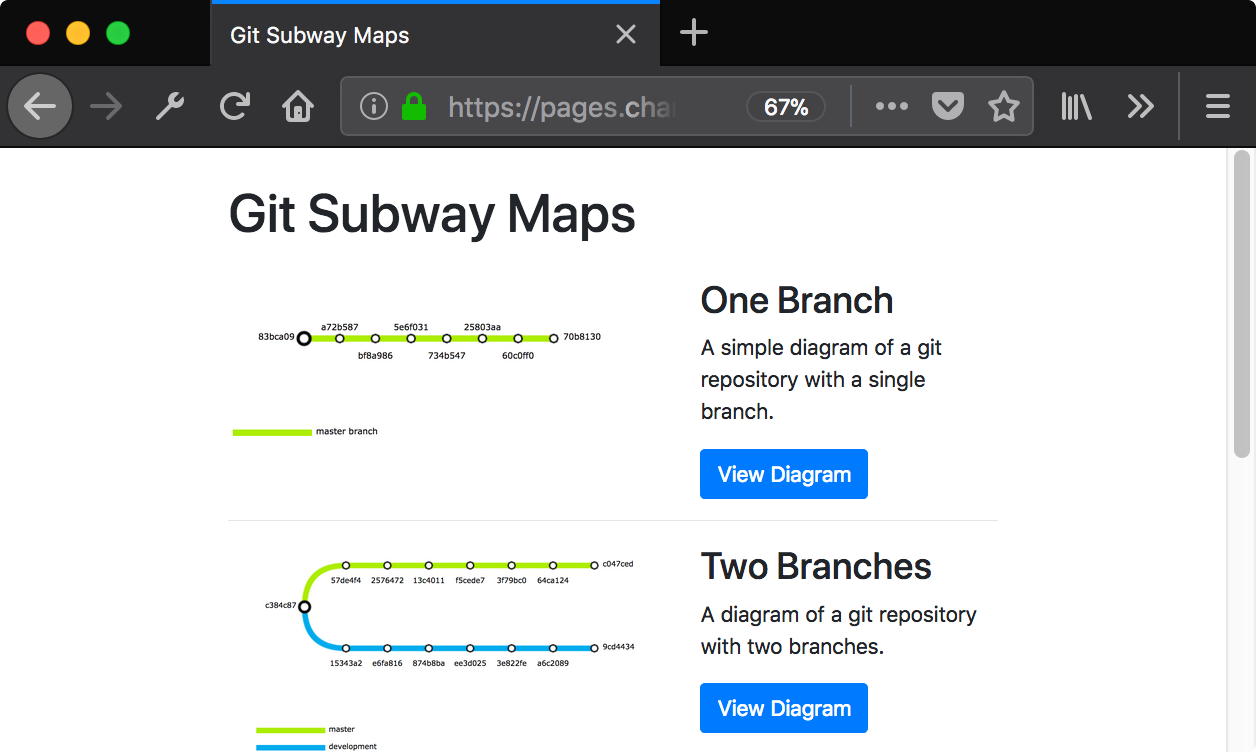 Git Subway Maps
https://pages.cha
67%
Git Subway Maps
83bca09
a72b587
bf8a986
5e6f031
734b547
25803aa
60c0ff0
70b8130
master branch
One Branch
A simple diagram of a git
repository with a single
branch.
View Diagram
c384c87
57de4f4 2576472 13c4011 f5cede7 3f79bc0 64ca124 c047ced
15343a2 e6fa816 874b8ba ee3d025 3e822fe a6c2089 9cd4434
master
development
Two Branches
A diagram of a git repository
with two branches.
View Diagram